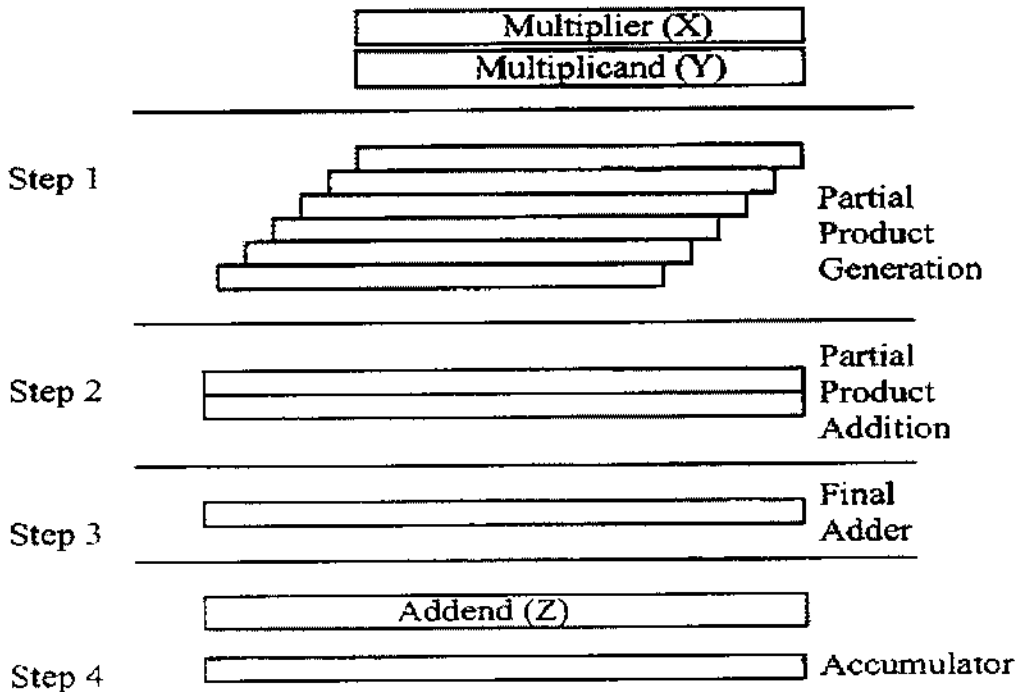 Multiplier (X)
Multiplicand (Y)
Step 1
Partial
Product
Generation
Step 2
Partial
Product
Addition
Step 3
Final
Adder
Addend (Z)
Step 4
Accumulator